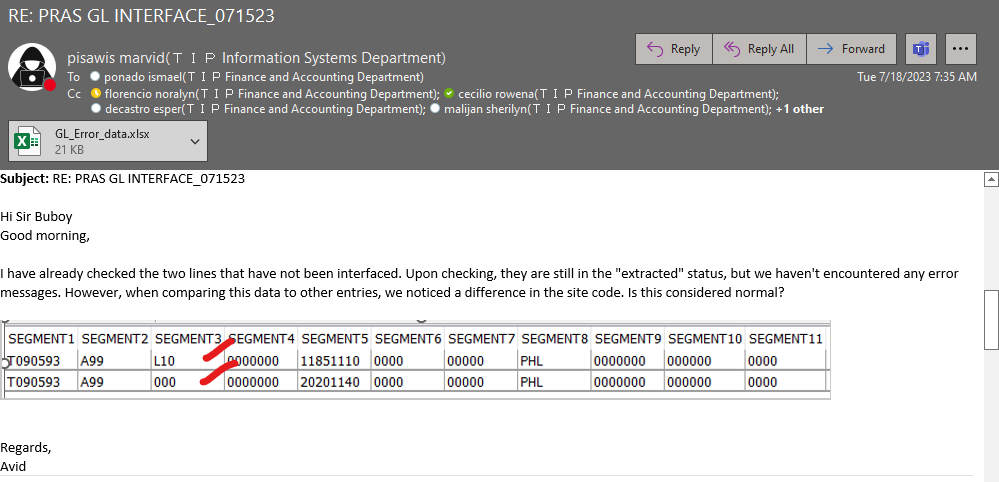 RE: PRAS GL INTERFACE_071523
pisawis marvid(T I P Information Systems Department)
Reply
Reply All
Forward
To ponado ismael(T I P Finance and Accounting Department)
Tue 7/18/2023 7:35 AM
Cc florencio noralyn(T I P Finance and Accounting Department); cecilio rowena(T I P Finance and Accounting Department);
decastro esper(T I P Finance and Accounting Department); malijan sherilyn(T I P Finance and Accounting Department); +1 other
GL_Error_data.xlsx
21 KB
Subject: RE: PRAS GL INTERFACE_071523
Hi Sir Buboy
Good morning,
I have already checked the two lines that have not been interfaced. Upon checking, they are still in the "extracted" status, but we haven't encountered any error
messages. However, when comparing this data to other entries, we noticed a difference in the site code. Is this considered normal?
SEGMENT1 SEGMENT2 SEGMENT3 SEGMENT4 SEGMENT5 SEGMENT6 SEGMENT7 SEGMENT8 SEGMENT9 SEGMENT10 SEGMENT11
T090593 A99 L10 0000000 11851110 0000 00000 PHL 0000000 000000 0000
T090593 A99 000 0000000 20201140 0000 00000 PHL 0000000 000000 0000
Regards,
Avid